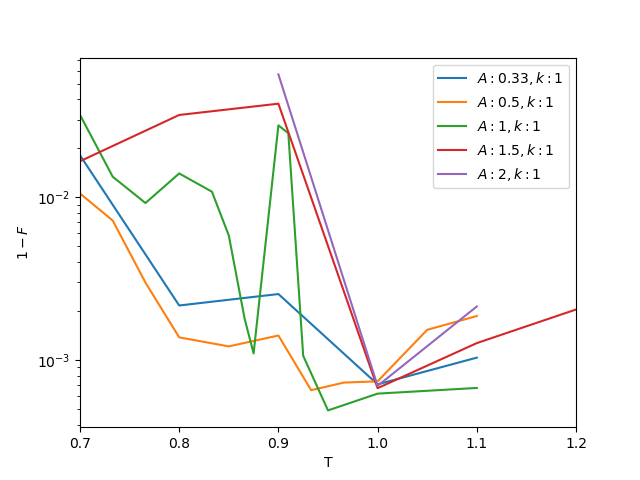 A : 0.33, k : 1
A : 0.5, k : 1
A : 1, k : 1
A : 1.5, k : 1
A : 2, k : 1
1 − F
10⁻²
10⁻³
0.7 0.8 0.9 1.0 1.1 1.2
T